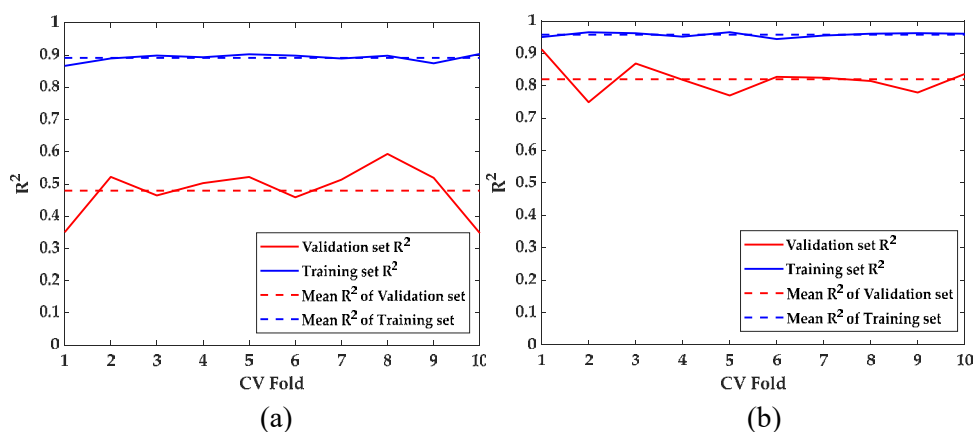 1
0.9
0.8
0.7
0.6
0.5
0.4
0.3
0.2
0.1
0
R²
Validation set R²
Training set R²
Mean R² of Validation set
Mean R² of Training set
1 2 3 4 5 6 7 8 9 10
CV Fold
(a)
1
0.9
0.8
0.7
0.6
0.5
0.4
0.3
0.2
0.1
0
R²
Validation set R²
Training set R²
Mean R² of Validation set
Mean R² of Training set
1 2 3 4 5 6 7 8 9 10
CV Fold
(b)